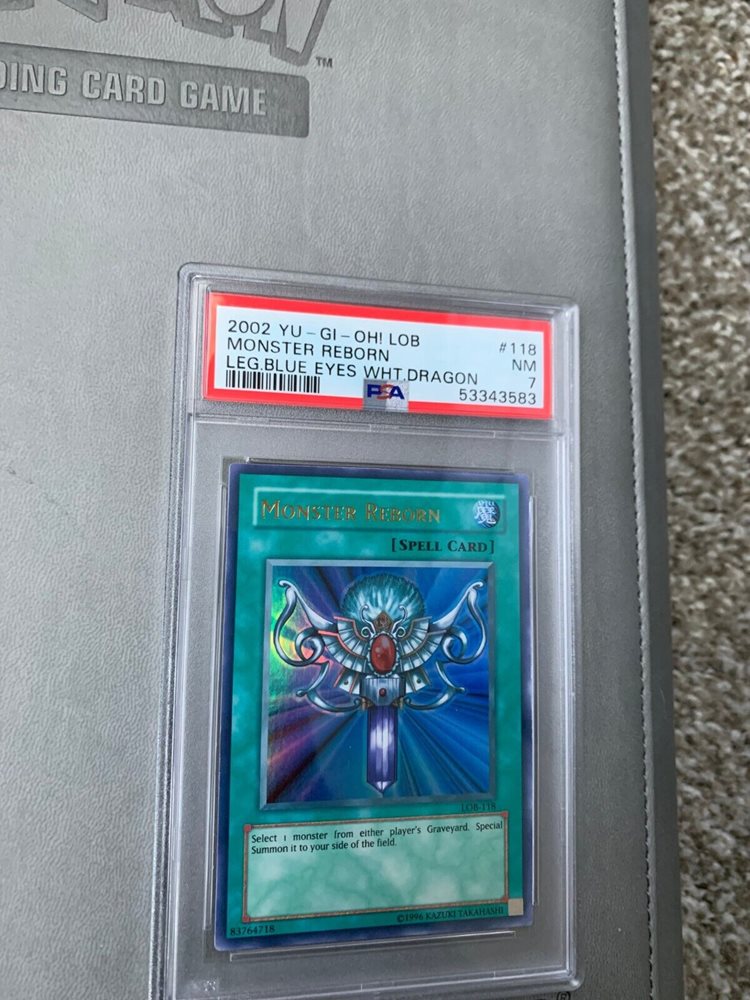 DING CARD GAME
TM
2002 YU-GI-OH! LOB #118
MONSTER REBORN NM
LEG.BLUE EYES WHT.DRAGON 7
PSA 53343583
MONSTER REBORN
[SPELL CARD]
LOB-118
Select 1 monster from either player's Graveyard. Special
Summon it to your side of the field.
83764718 ©1996 KAZUKI TAKAHASHI